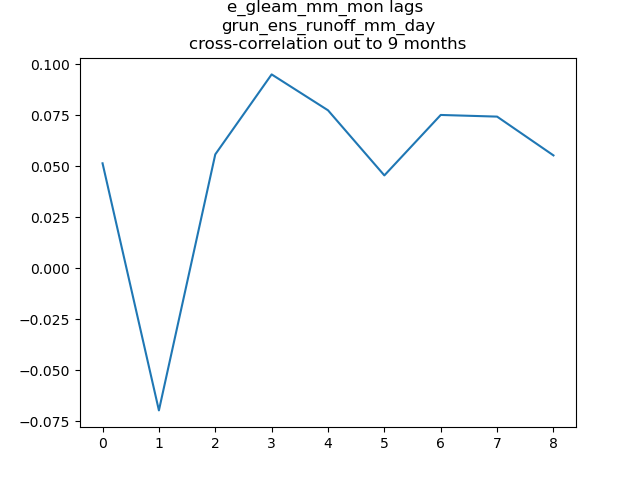 e_gleam_mm_mon lags
grun_ens_runoff_mm_day
cross-correlation out to 9 months
0.100
0.075
0.050
0.025
0.000
−0.025
−0.050
−0.075
0 1 2 3 4 5 6 7 8